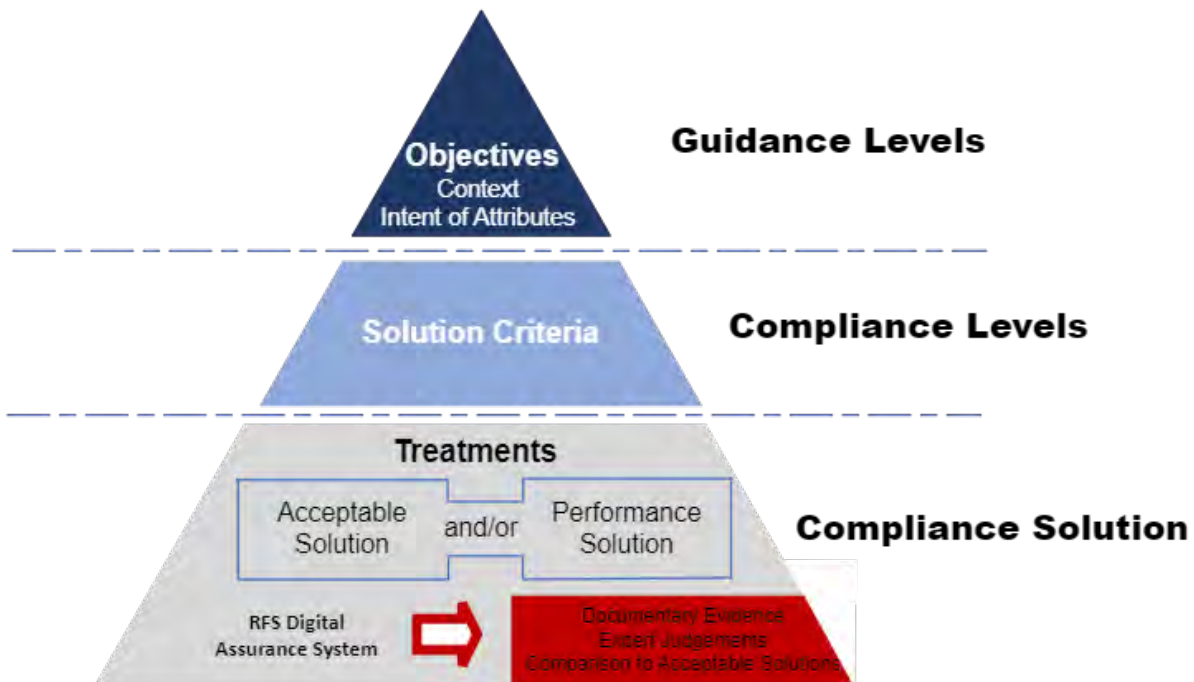 Objectives
Context
Intent of Attributes
Guidance Levels
Solution Criteria
Compliance Levels
Treatments
Acceptable
Solution
and/or
Performance
Solution
Compliance Solution
RFS Digital
Assurance System
Documentary Evidence
Expert Judgements
Comparison to Acceptable Solutions